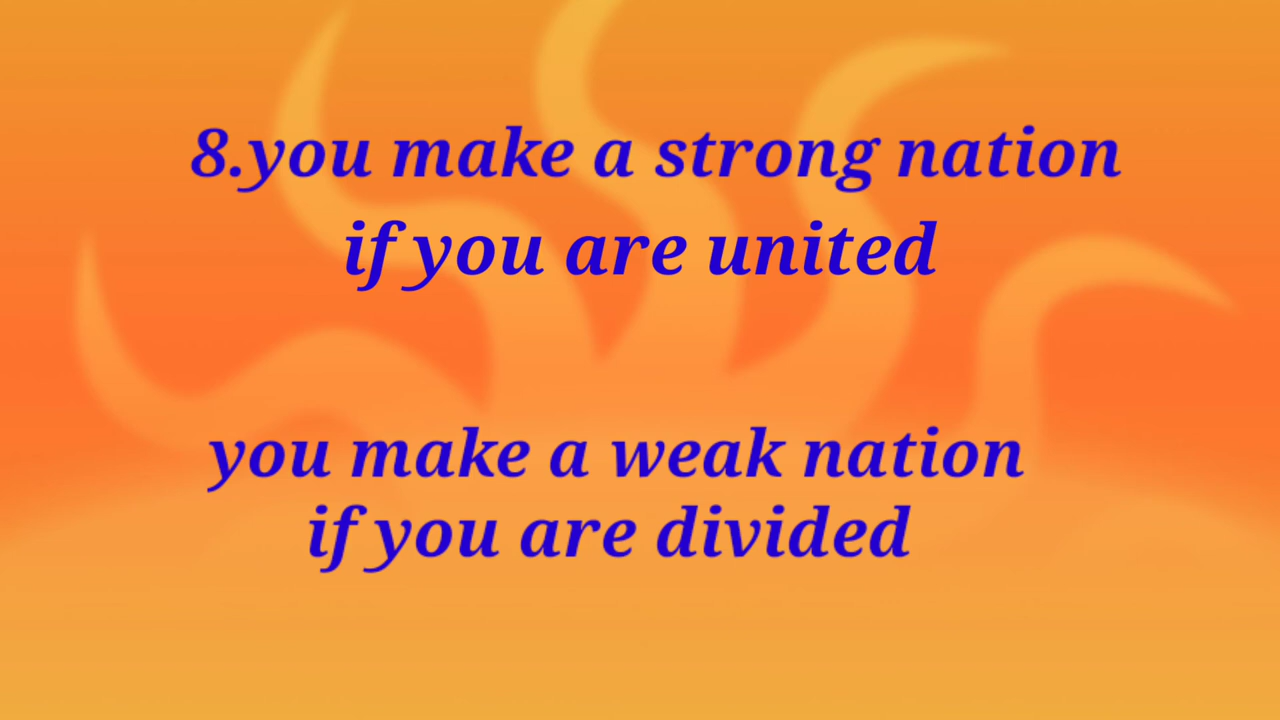 8.you make a strong nation
if you are united
you make a weak nation
if you are divided